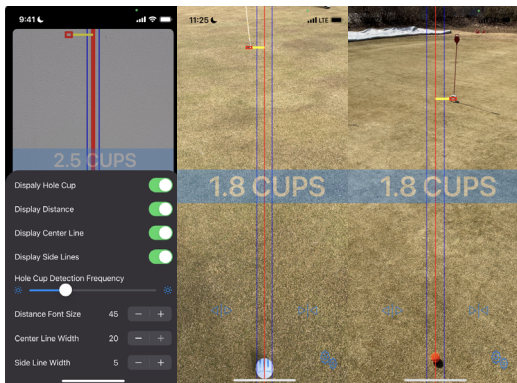 9:41
2.5 CUPS
Dispaly Hole Cup
Display Distance
Display Center Line
Display Side Lines
Hole Cup Detection Frequency
Distance Font Size 45 − +
Center Line Width 20 − +
Side Line Width 5 − +
11:25 LTE
1.8 CUPS
1.8 CUPS